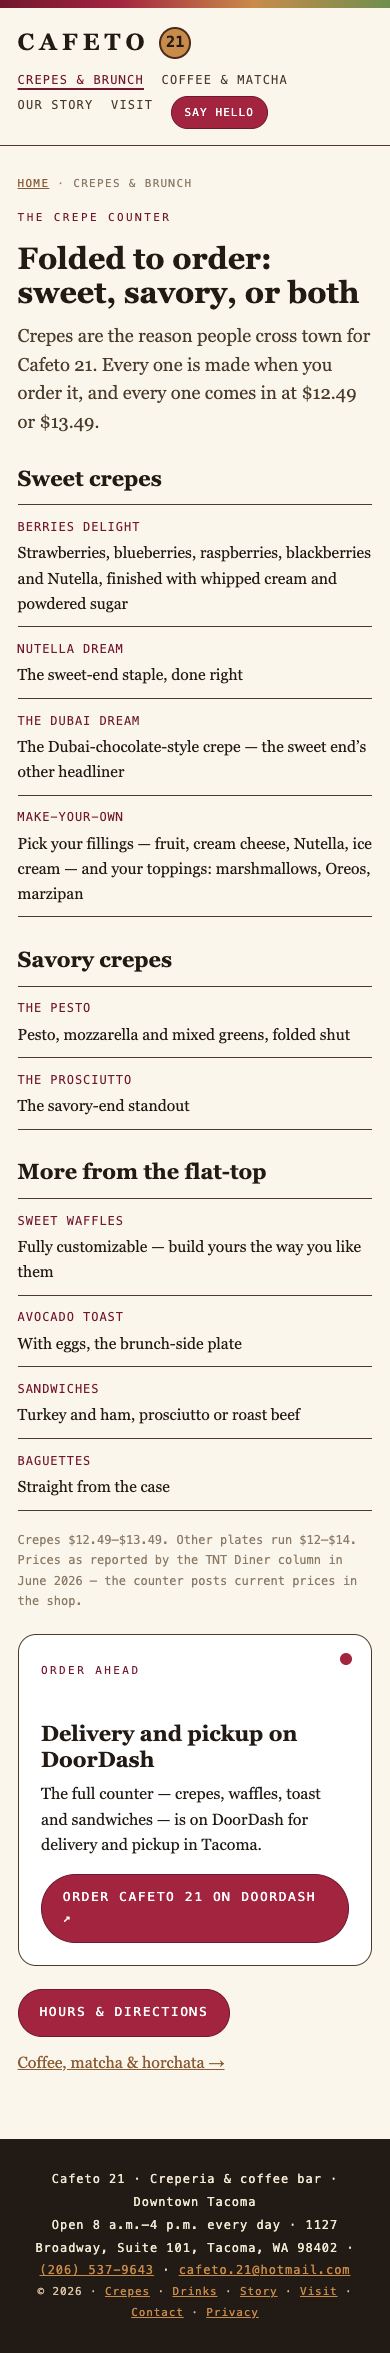 CAFETO 21
CREPES & BRUNCH COFFEE & MATCHA
OUR STORY VISIT SAY HELLO
HOME · CREPES & BRUNCH
THE CREPE COUNTER
Folded to order:
sweet, savory, or both
Crepes are the reason people cross town for
Cafeto 21. Every one is made when you
order it, and every one comes in at $12.49
or $13.49.
Sweet crepes
BERRIES DELIGHT
Strawberries, blueberries, raspberries, blackberries
and Nutella, finished with whipped cream and
powdered sugar
NUTELLA DREAM
The sweet-end staple, done right
THE DUBAI DREAM
The Dubai-chocolate-style crepe — the sweet end’s
other headliner
MAKE-YOUR-OWN
Pick your fillings — fruit, cream cheese, Nutella, ice
cream — and your toppings: marshmallows, Oreos,
marzipan
Savory crepes
THE PESTO
Pesto, mozzarella and mixed greens, folded shut
THE PROSCIUTTO
The savory-end standout
More from the flat-top
SWEET WAFFLES
Fully customizable — build yours the way you like
them
AVOCADO TOAST
With eggs, the brunch-side plate
SANDWICHES
Turkey and ham, prosciutto or roast beef
BAGUETTES
Straight from the case
Crepes $12.49–$13.49. Other plates run $12–$14.
Prices as reported by the TNT Diner column in
June 2026 — the counter posts current prices in
the shop.
ORDER AHEAD
Delivery and pickup on
DoorDash
The full counter — crepes, waffles, toast
and sandwiches — is on DoorDash for
delivery and pickup in Tacoma.
ORDER CAFETO 21 ON DOORDASH
↗
HOURS & DIRECTIONS
Coffee, matcha & horchata →
Cafeto 21 · Creperia & coffee bar ·
Downtown Tacoma
Open 8 a.m.–4 p.m. every day · 1127
Broadway, Suite 101, Tacoma, WA 98402 ·
(206) 537-9643 · cafeto.21@hotmail.com
© 2026 · Crepes · Drinks · Story · Visit ·
Contact · Privacy